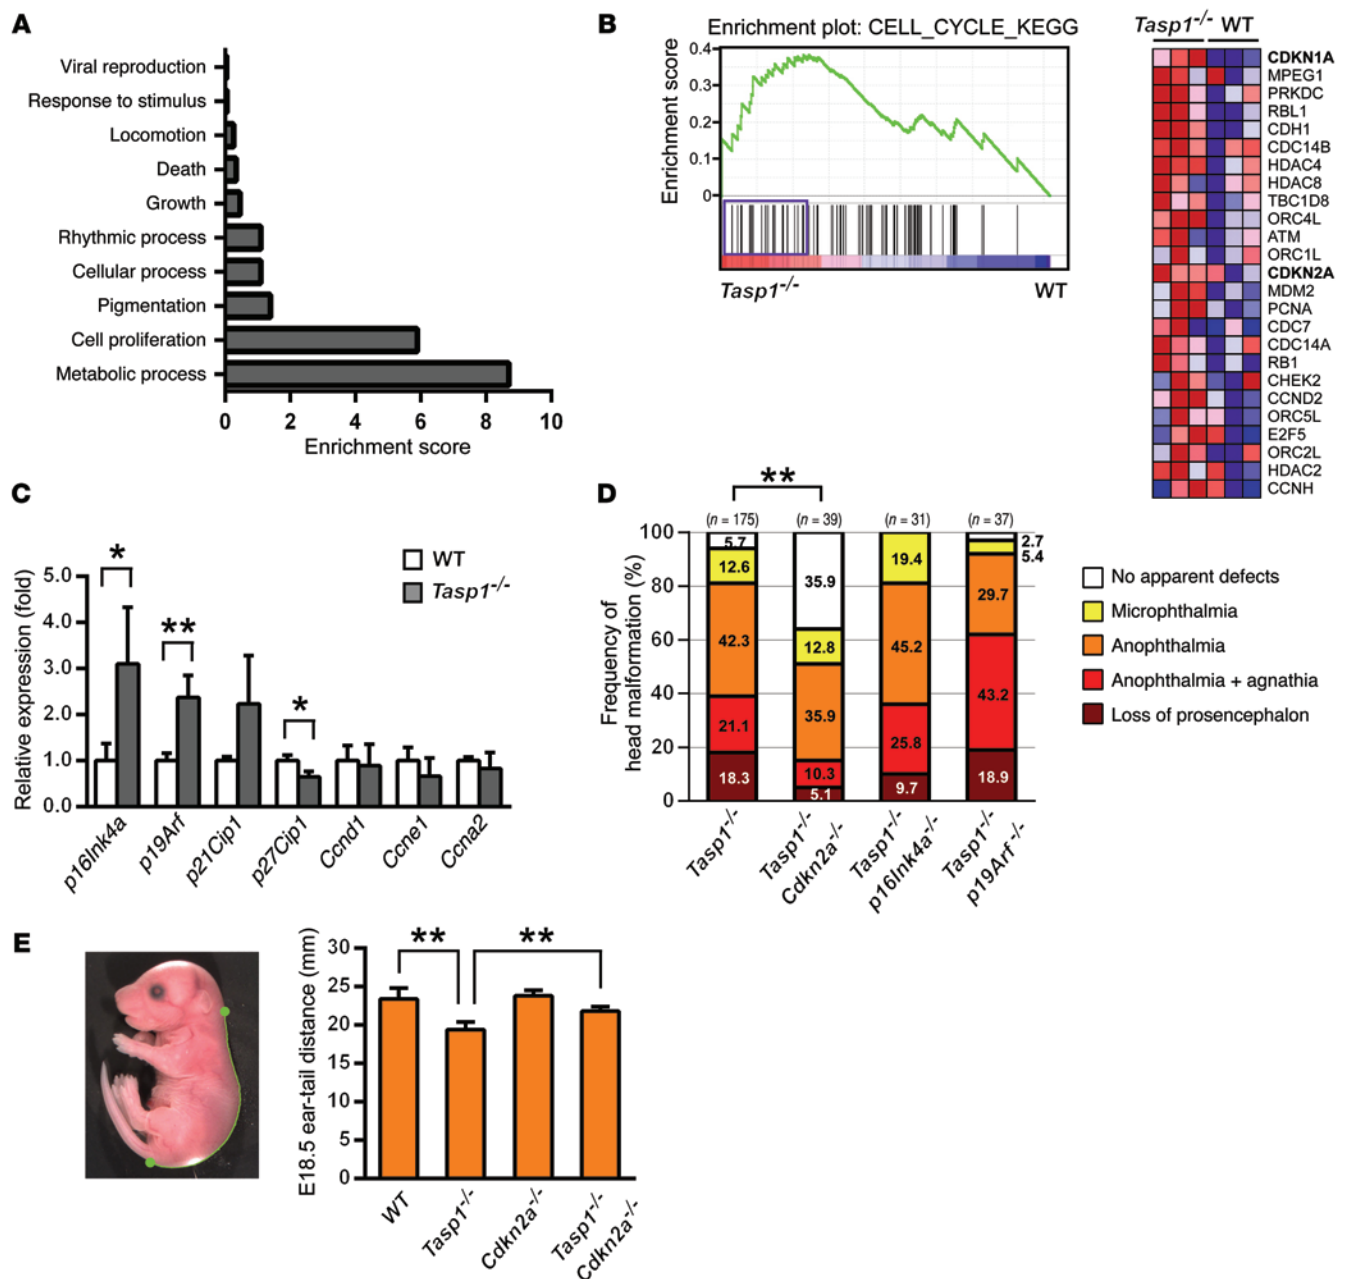 A
Viral reproduction
Response to stimulus
Locomotion
Death
Growth
Rhythmic process
Cellular process
Pigmentation
Cell proliferation
Metabolic process
0 2 4 6 8 10
Enrichment score
B
Enrichment plot: CELL_CYCLE_KEGG
Enrichment score
0.4
0.3
0.2
0.1
0
Tasp1-/- WT
Tasp1-/- WT
CDKN1A
MPEG1
PRKDC
RBL1
CDH1
CDC14B
HDAC4
HDAC8
TBC1D8
ORC4L
ATM
ORC1L
CDKN2A
MDM2
PCNA
CDC7
CDC14A
RB1
CHEK2
CCND2
ORC5L
E2F5
ORC2L
HDAC2
CCNH
C
Relative expression (fold)
5.0
4.0
3.0
2.0
1.0
0.0
* ** *
WT
Tasp1-/-
p16Ink4a p19Arf p21Cip1 p27Cip1 Ccnd1 Ccne1 Ccna2
D
**
(n = 175) (n = 39) (n = 31) (n = 37)
Frequency of
head malformation (%)
100
80
60
40
20
0
5.7
12.6
42.3
21.1
18.3
35.9
12.8
35.9
10.3
5.1
19.4
45.2
25.8
9.7
2.7
5.4
29.7
43.2
18.9
Tasp1-/-
Tasp1-/-
Cdkn2a-/-
Tasp1-/-
p16Ink4a-/-
Tasp1-/-
p19Arf-/-
No apparent defects
Microphthalmia
Anophthalmia
Anophthalmia + agnathia
Loss of prosencephalon
E
E18.5 ear-tail distance (mm)
30
25
20
15
10
5
0
** **
WT
Tasp1-/-
Cdkn2a-/-
Tasp1-/-
Cdkn2a-/-